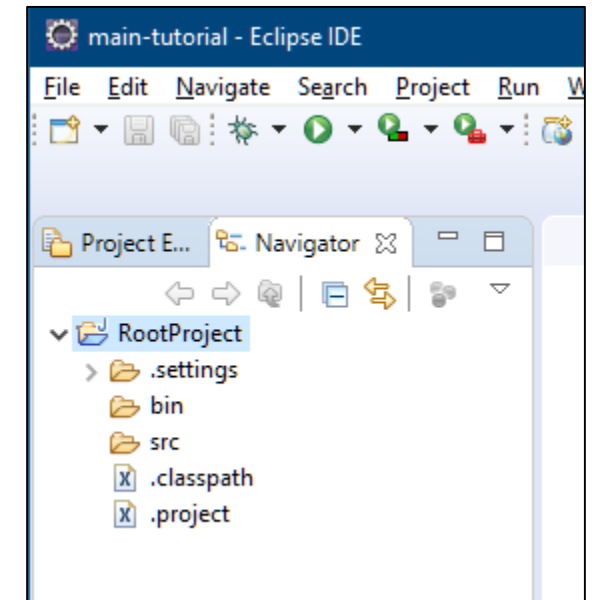 main-tutorial - Eclipse IDE
File Edit Navigate Search Project Run W
Project E... Navigator
RootProject
.settings
bin
src
.classpath
.project